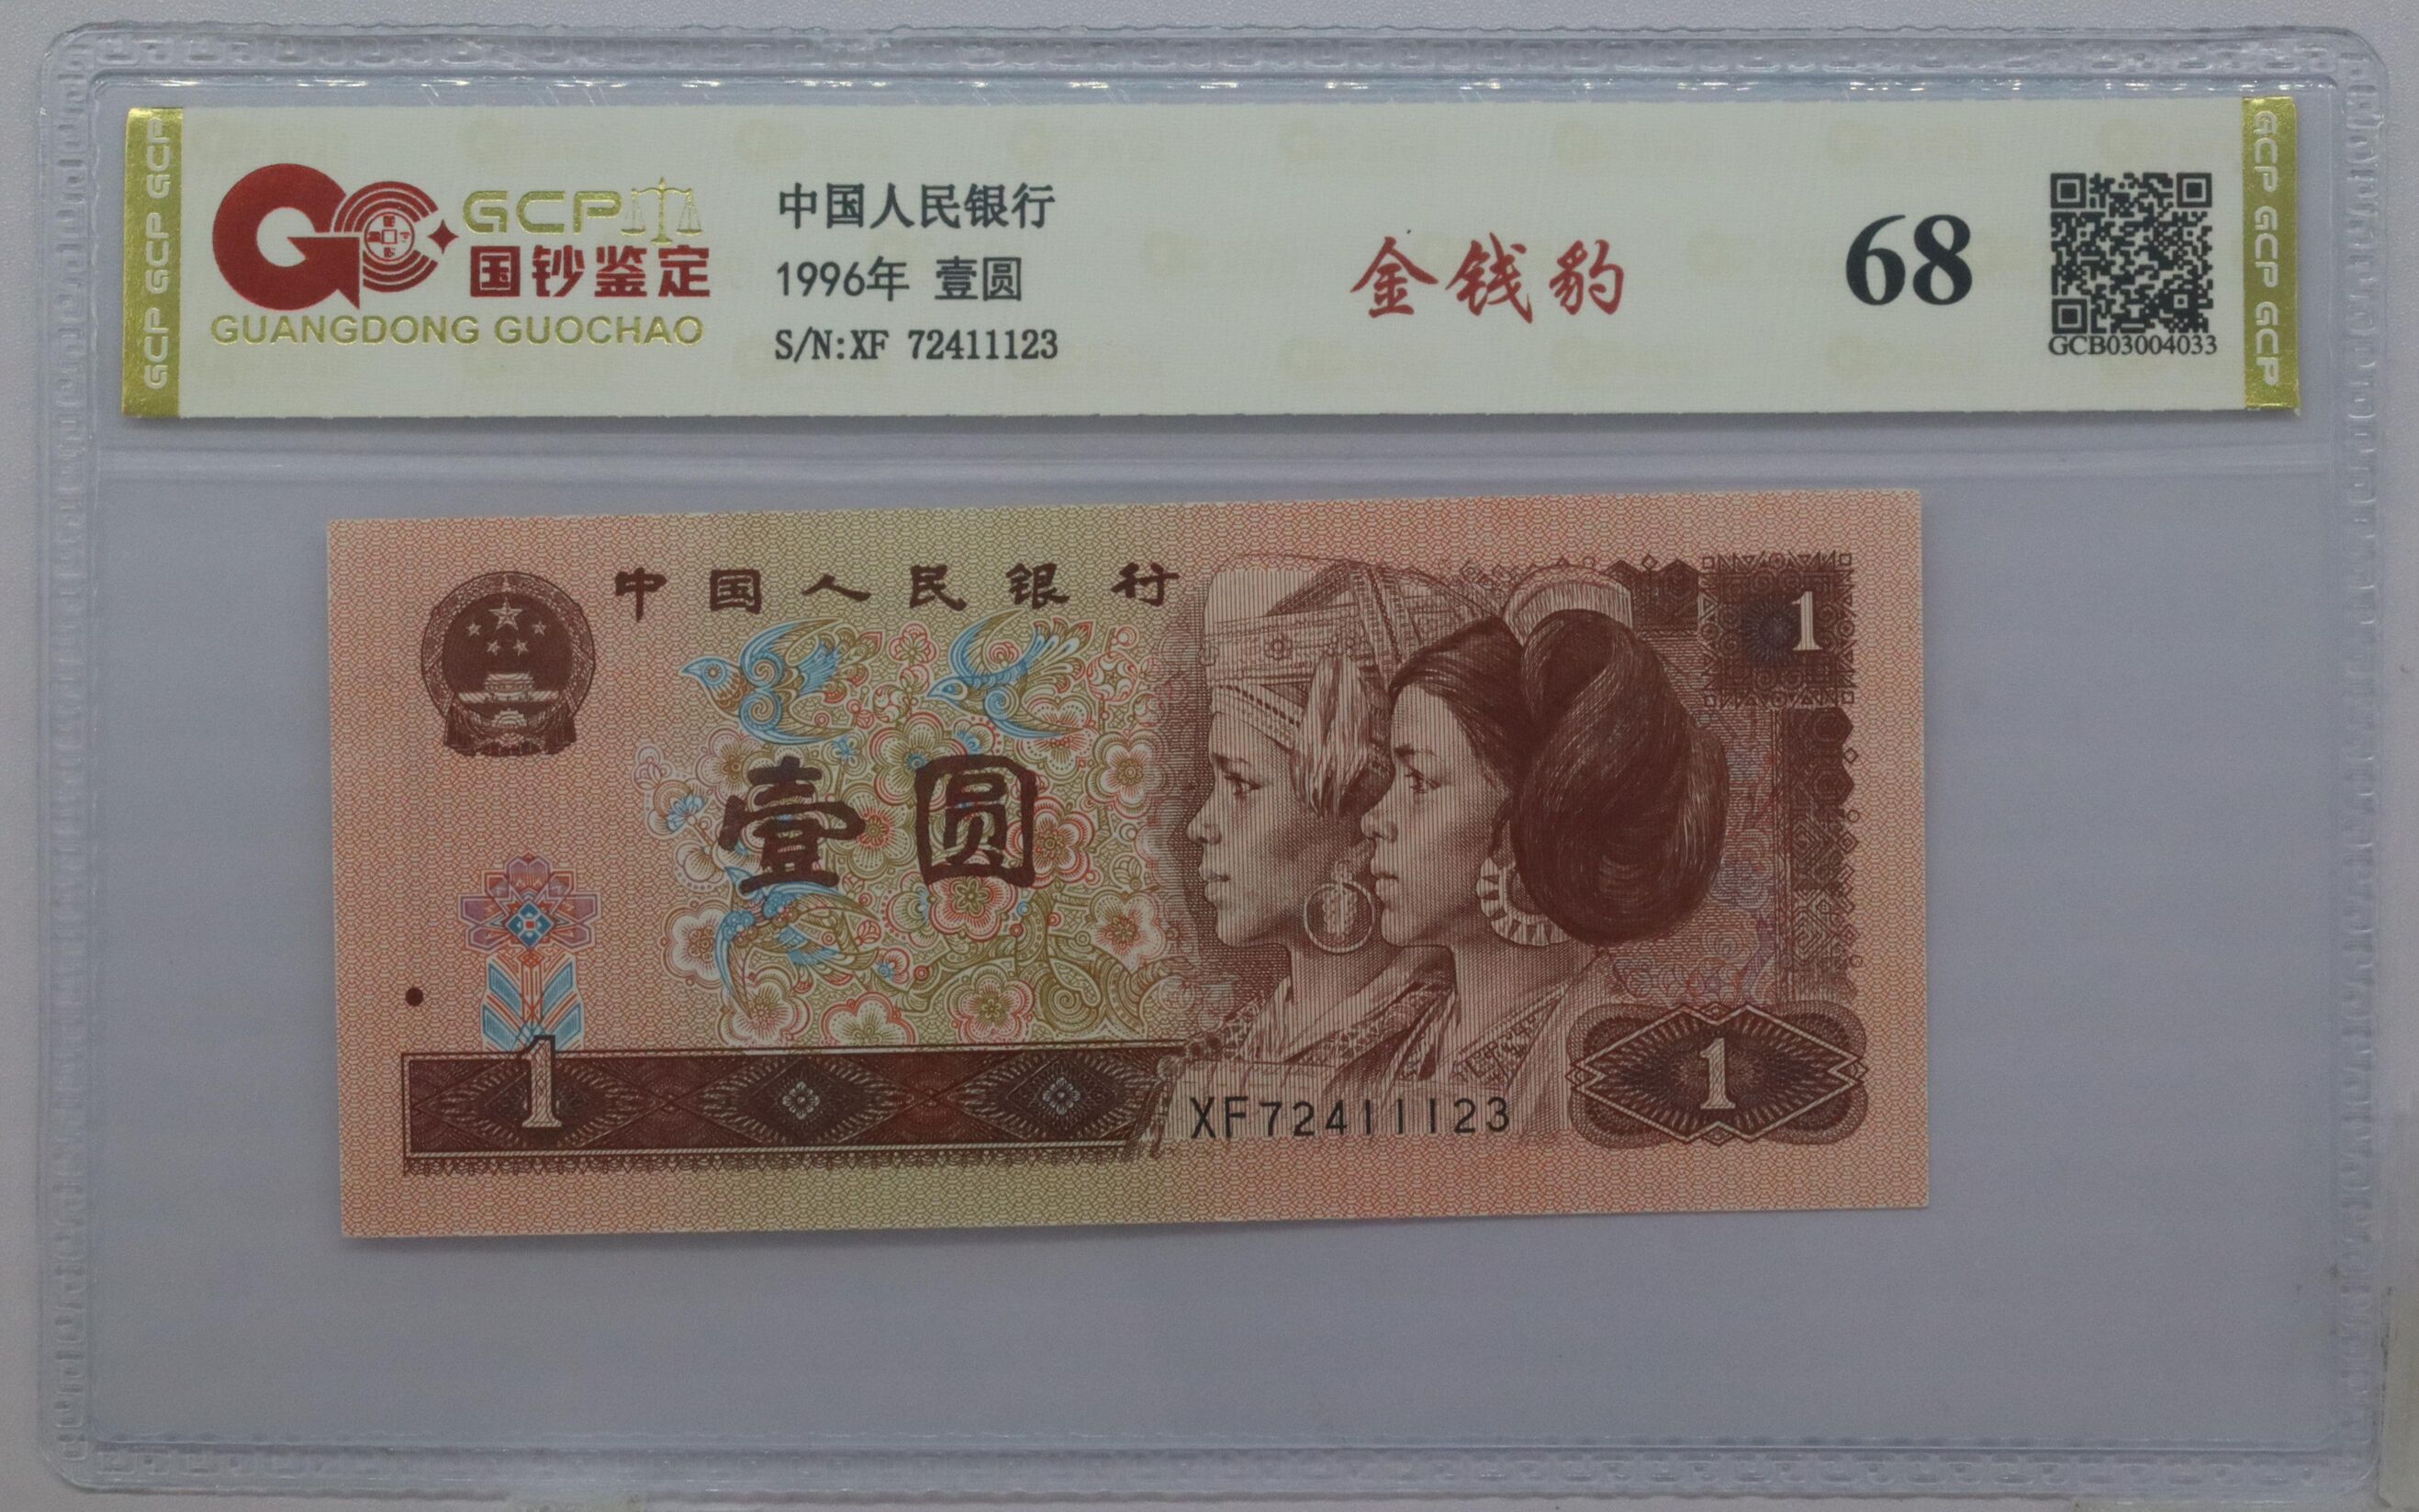 GCP GCP GCP
GCP
国钞鉴定
GUANGDONG GUOCHAO
中国人民银行
1996年 壹圆
S/N:XF 72411123
金钱豹
68
GCB03004033
GCP GCP GCP
中国人民银行
1
壹圆
1
1
XF72411123